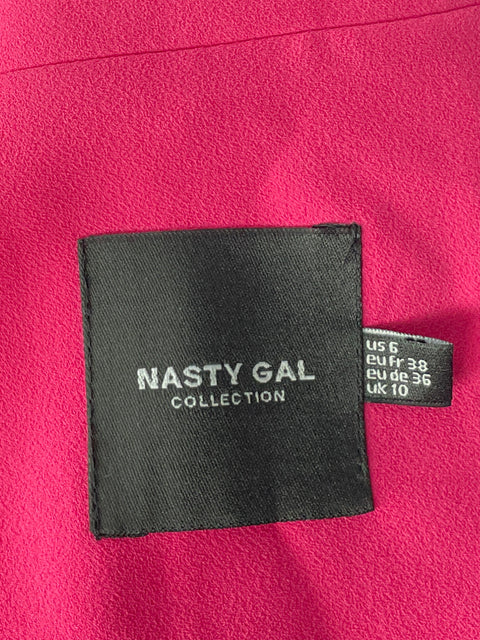 NASTY GAL
COLLECTION
us 6
eu fr 38
eu de 36
uk 10